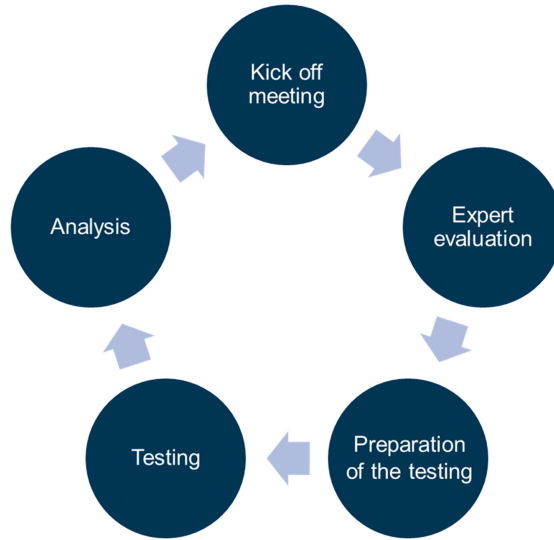 Kick off
meeting
Expert
evaluation
Preparation
of the testing
Testing
Analysis